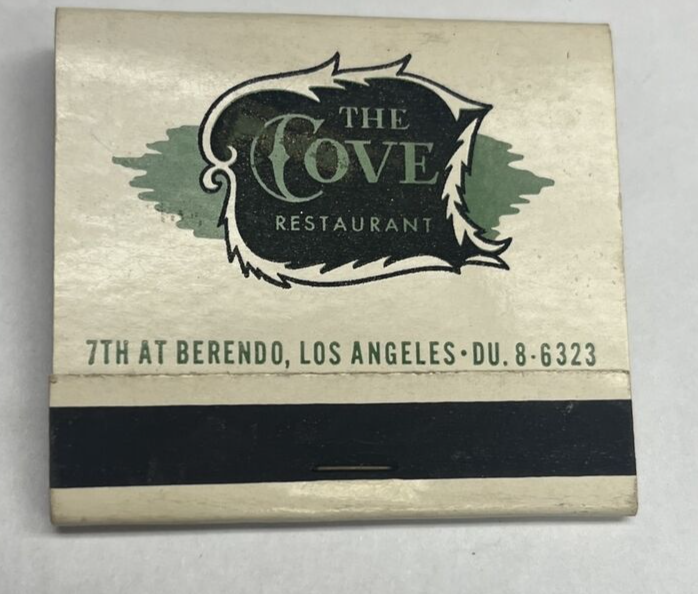 THE
COVE
RESTAURANT
7TH AT BERENDO, LOS ANGELES • DU. 8-6323